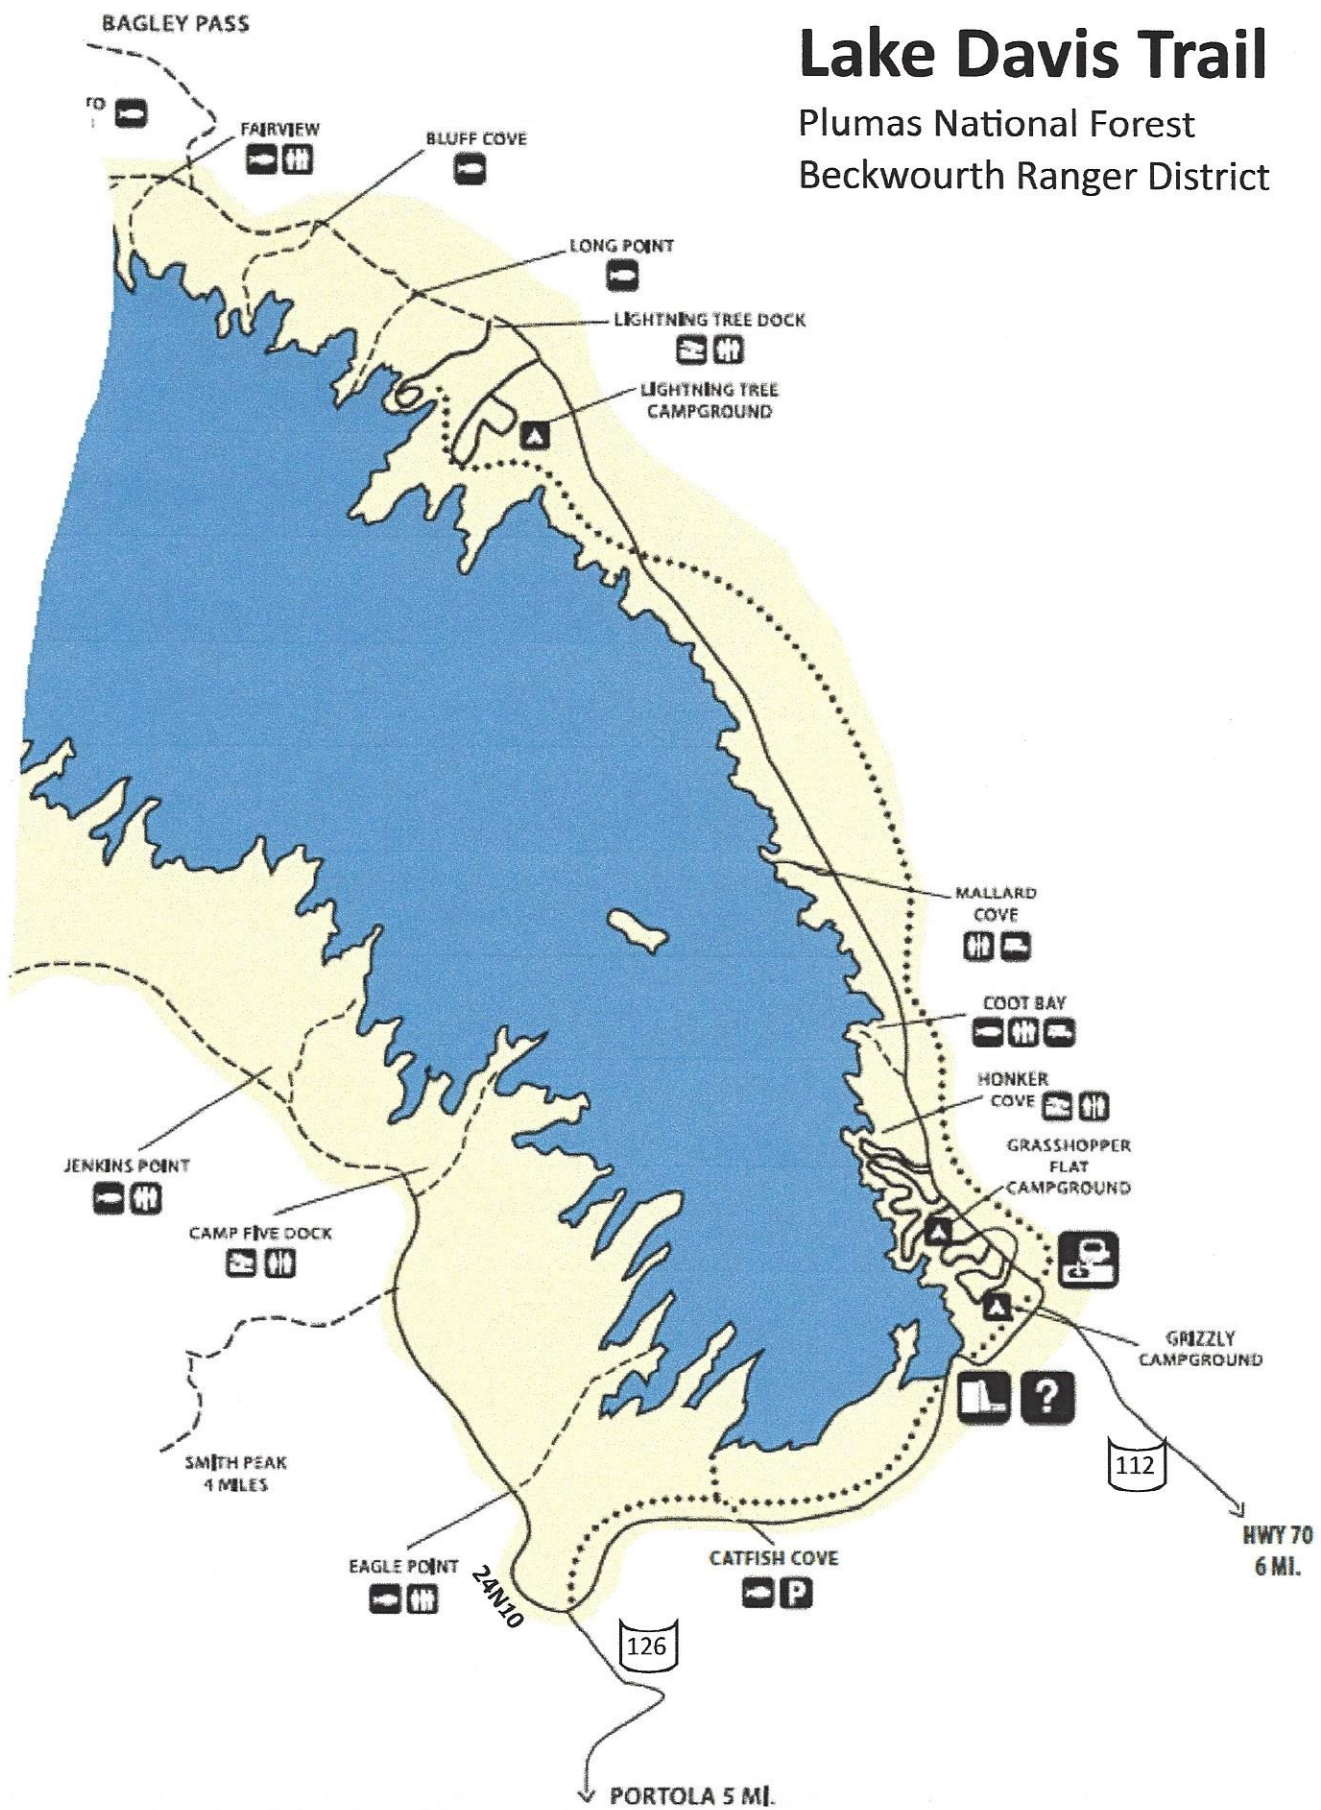 BAGLEY PASS
Lake Davis Trail
Plumas National Forest
Beckwourth Ranger District
TO
FAIRVIEW
BLUFF COVE
LONG POINT
LIGHTNING TREE DOCK
LIGHTNING TREE
CAMPGROUND
MALLARD
COVE
COOT BAY
HONKER
COVE
GRASSHOPPER
FLAT
CAMPGROUND
JENKINS POINT
CAMP FIVE DOCK
GRIZZLY
CAMPGROUND
?
SMITH PEAK
4 MILES
112
HWY 70
6 MI.
EAGLE POINT
24N10
CATFISH COVE
P
126
PORTOLA 5 MI.